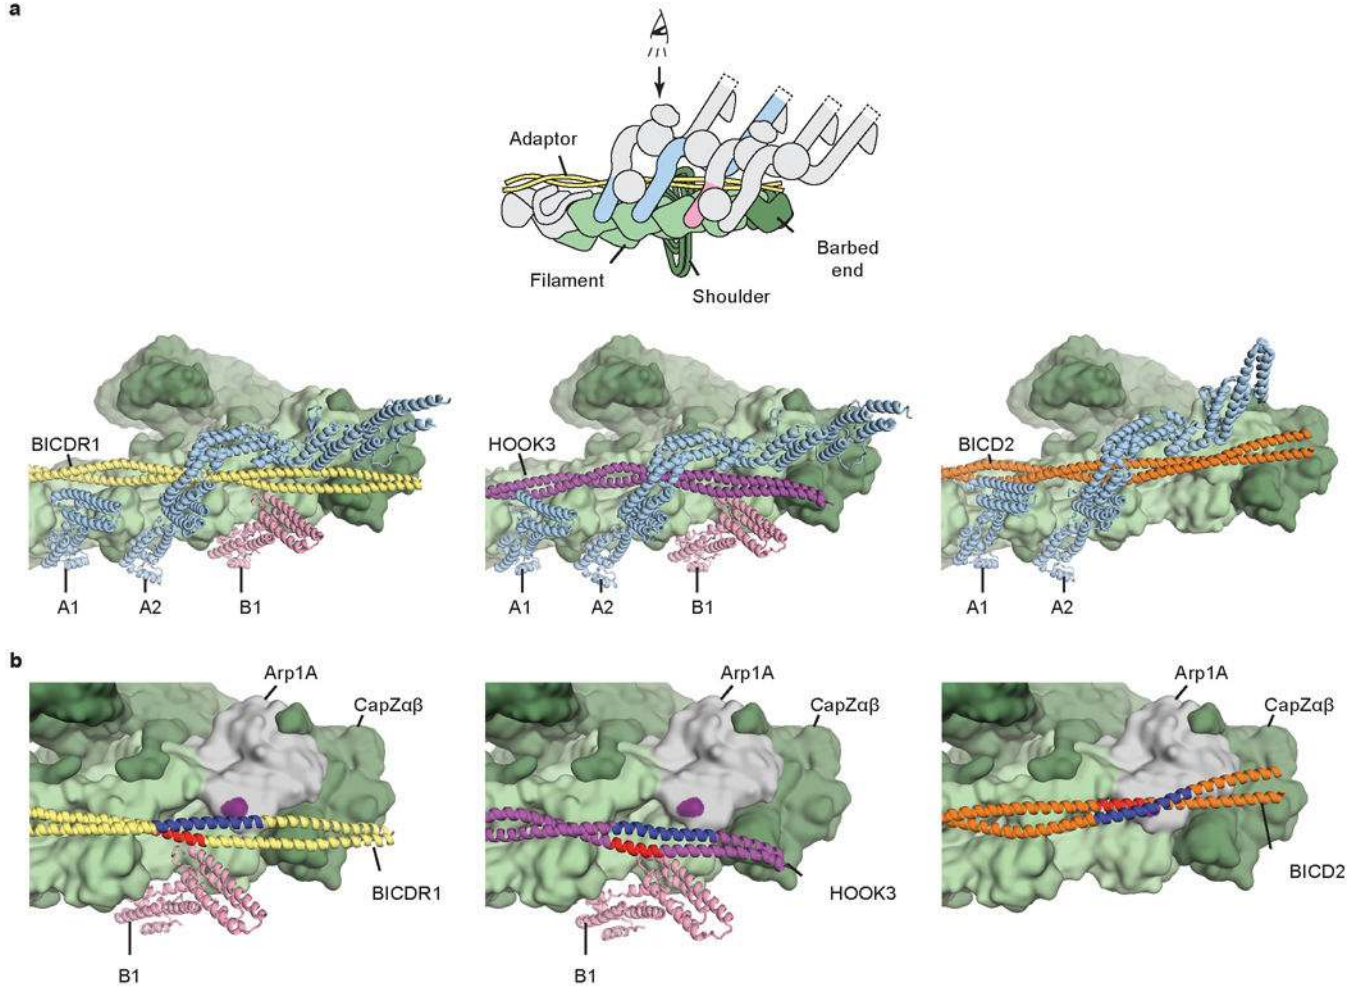 a
Adaptor
Barbed
end
Filament
Shoulder
BICDR1
HOOK3
BICD2
A1
A2
B1
A1
A2
B1
A1
A2
b
Arp1A
Arp1A
Arp1A
CapZαβ
CapZαβ
CapZαβ
BICDR1
HOOK3
BICD2
B1
B1